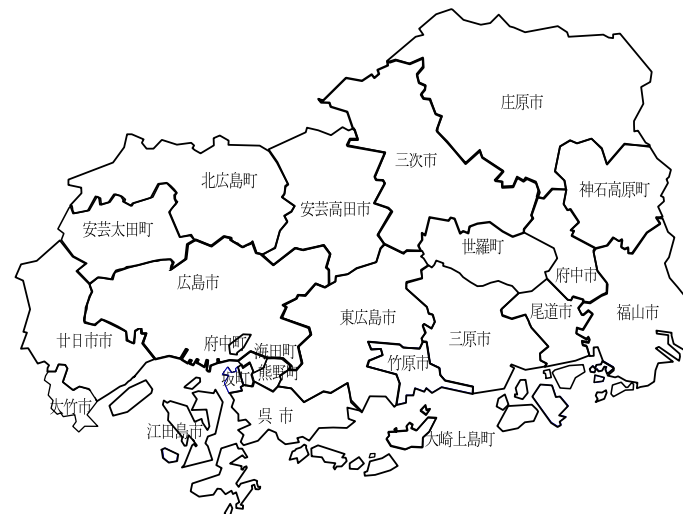 庄原市
三次市
北広島町
神石高原町
安芸高田市
安芸太田町
世羅町
府中市
広島市
尾道市
福山市
東広島市
三原市
廿日市市
府中町
海田町
竹原市
熊野町
坂町
大竹市
呉 市
江田島市
大崎上島町